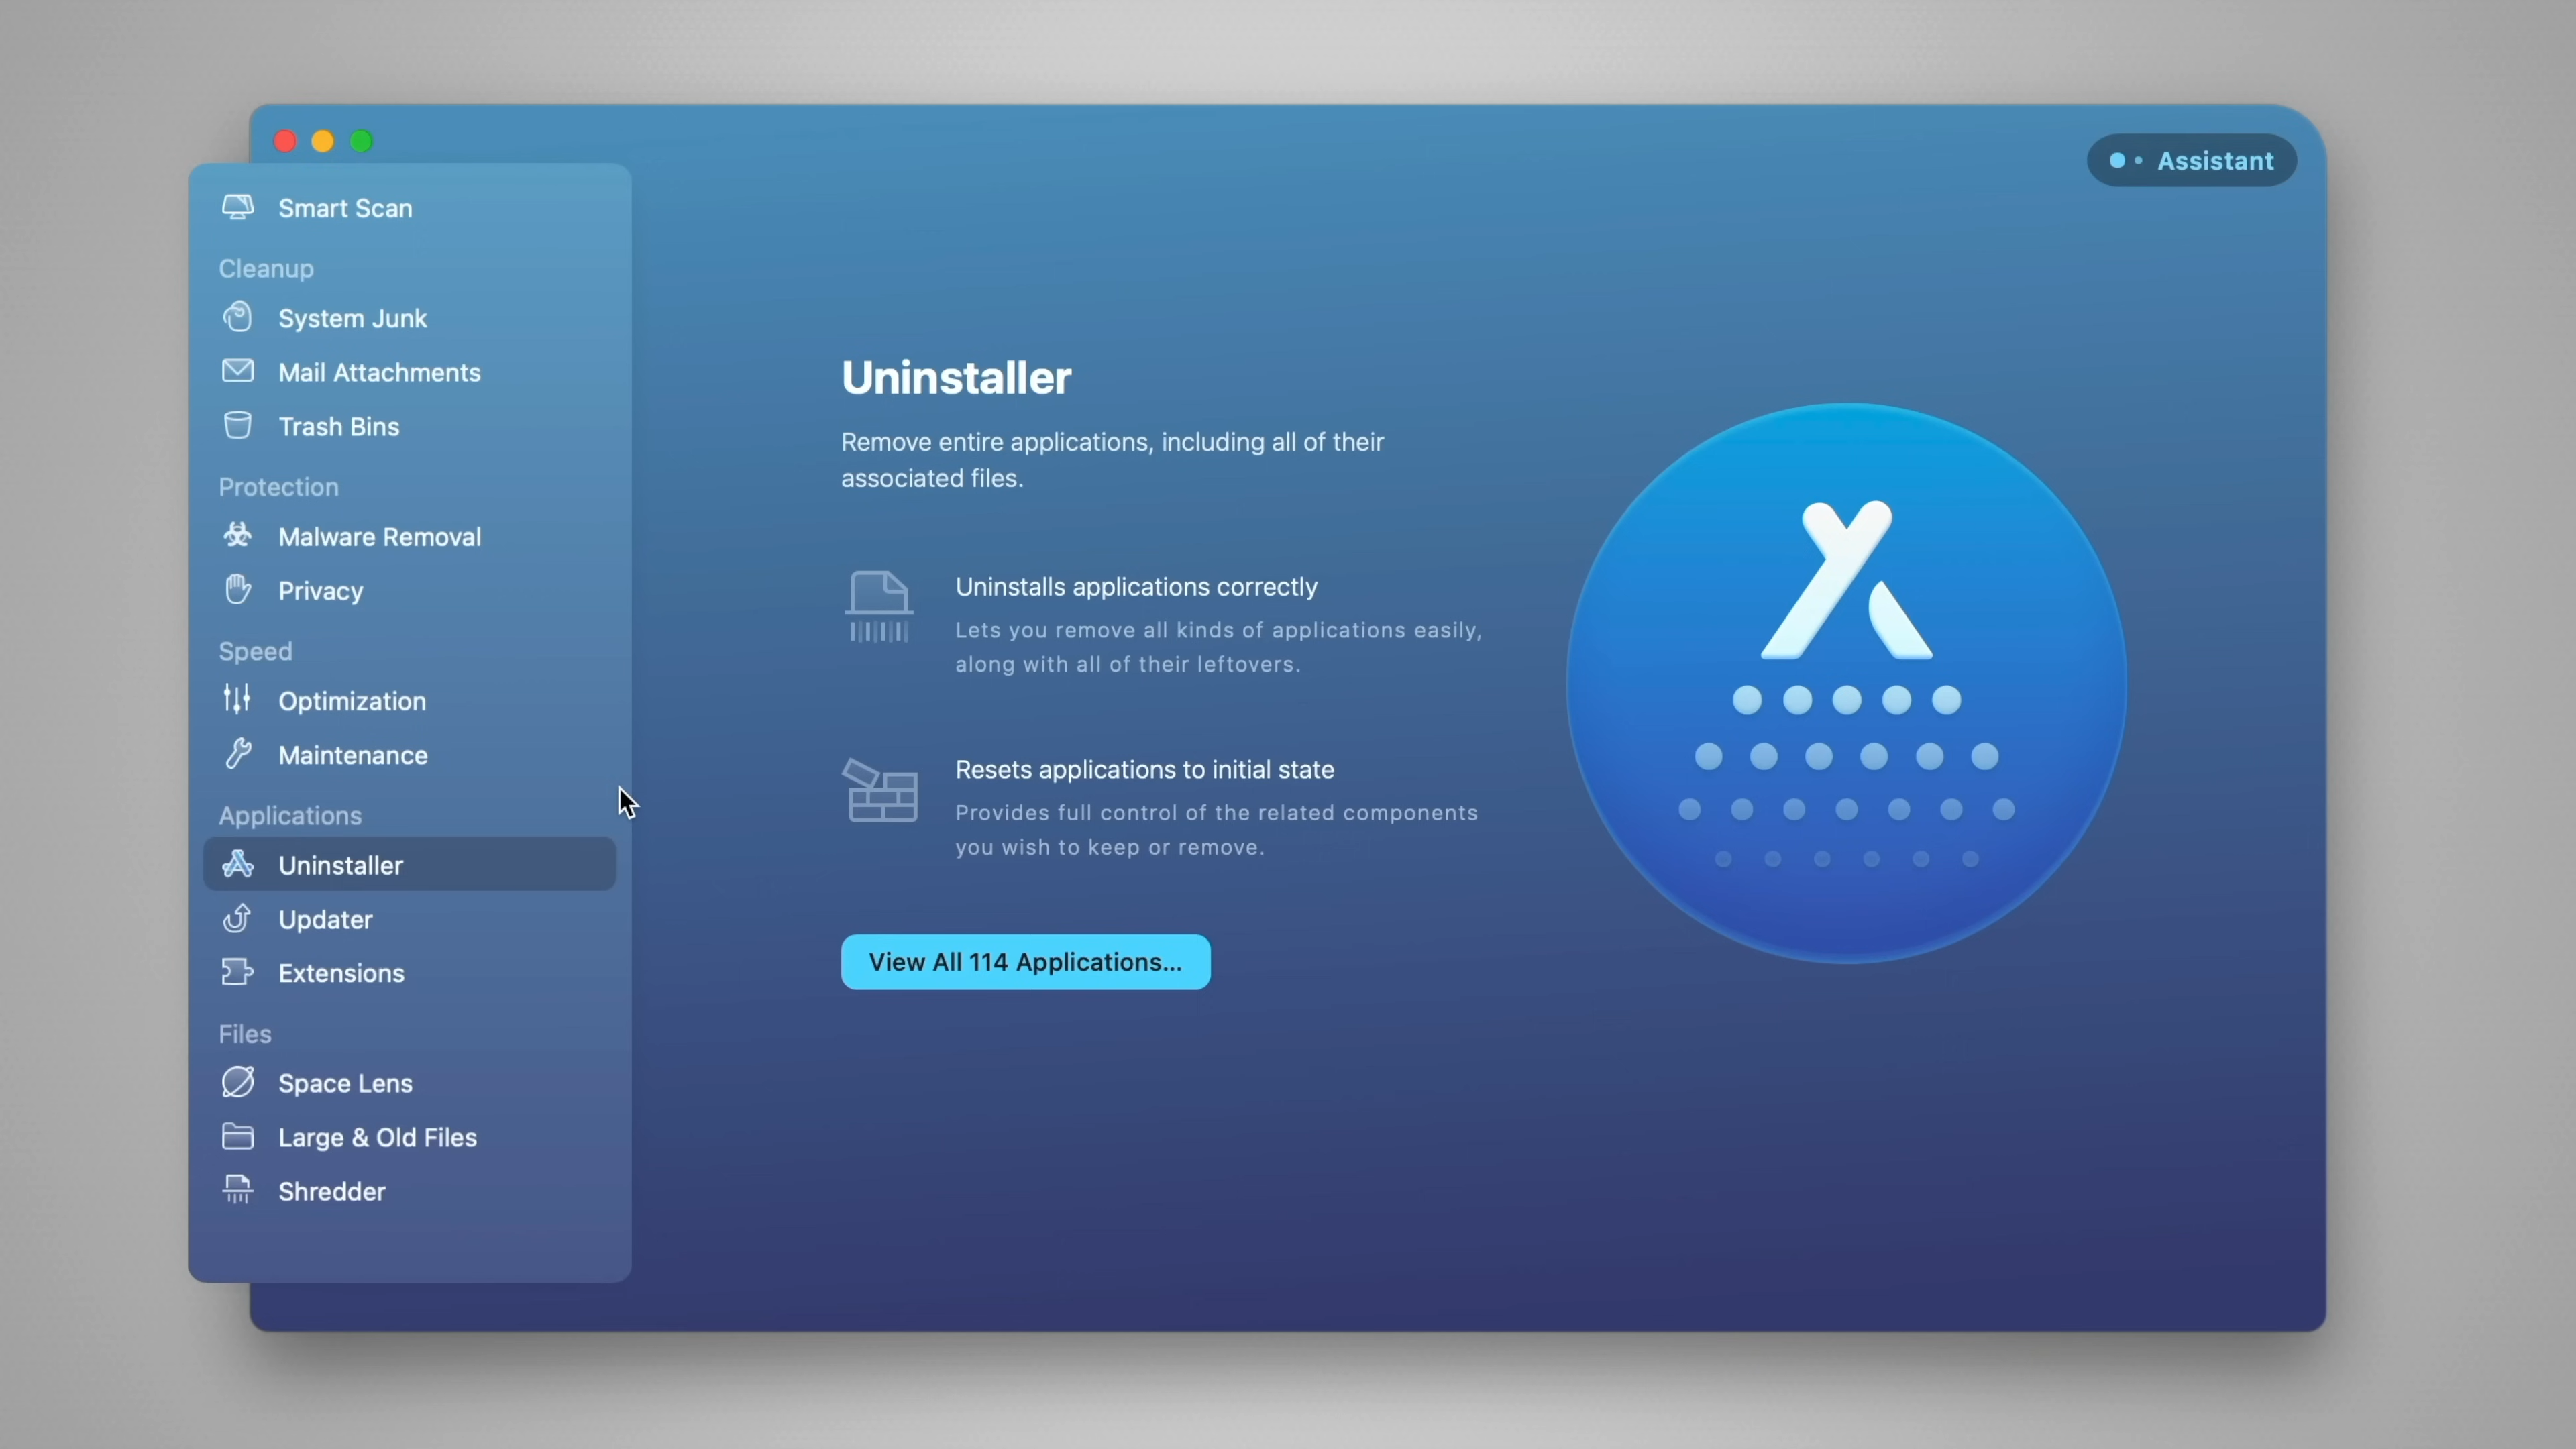 Assistant
Smart Scan
Cleanup
System Junk
Mail Attachments
Trash Bins
Protection
Malware Removal
Privacy
Speed
Optimization
Maintenance
Applications
Uninstaller
Updater
Extensions
Files
Space Lens
Large & Old Files
Shredder
Uninstaller
Remove entire applications, including all of their
associated files.
Uninstalls applications correctly
Lets you remove all kinds of applications easily,
along with all of their leftovers.
Resets applications to initial state
Provides full control of the related components
you wish to keep or remove.
View All 114 Applications...